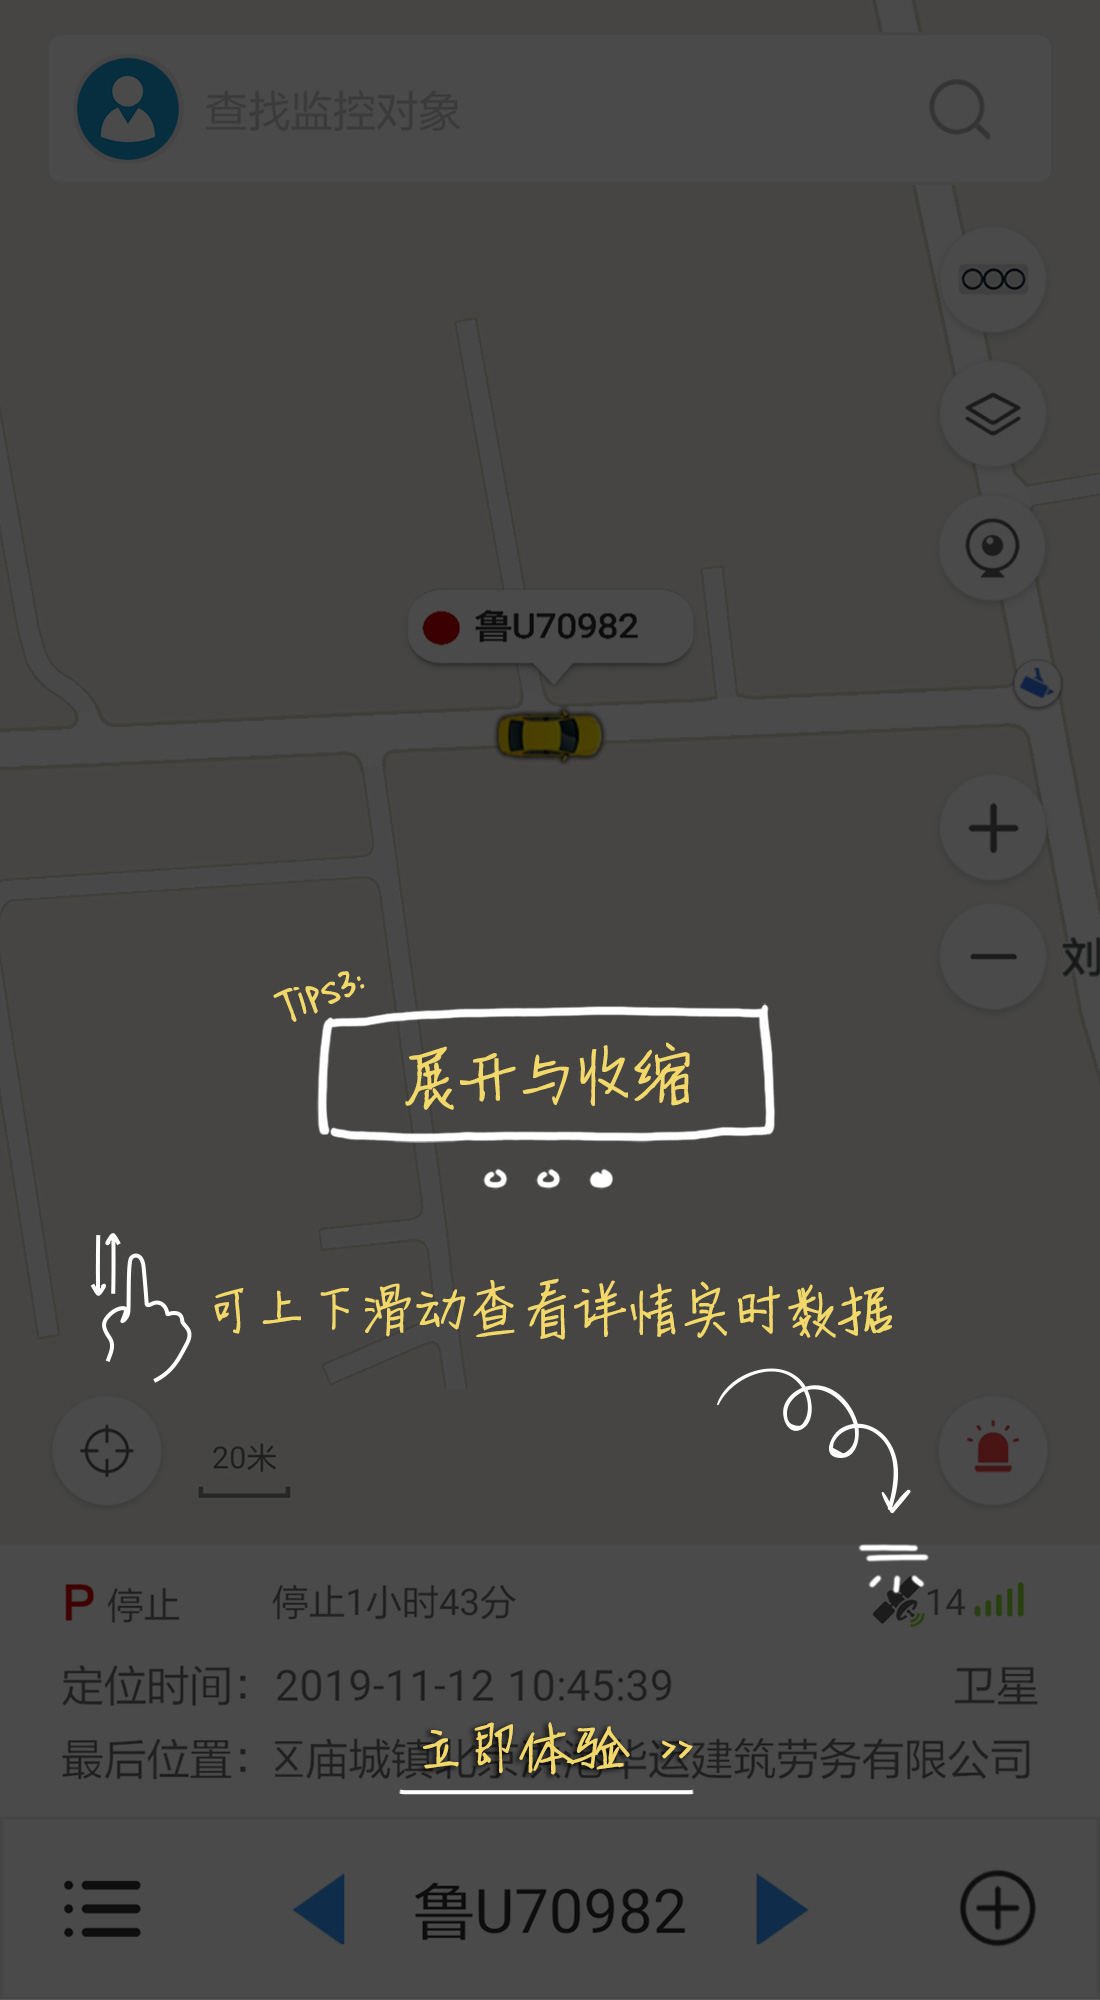 查找监控对象
鲁U70982
刘
Tips3:
展开与收缩
可上下滑动查看详情实时数据
20米
P 停止 停止1小时43分 14
定位时间: 2019-11-12 10:45:39 卫星
立即体验 >>
最后位置: 区庙城镇北 华运建筑劳务有限公司
鲁U70982